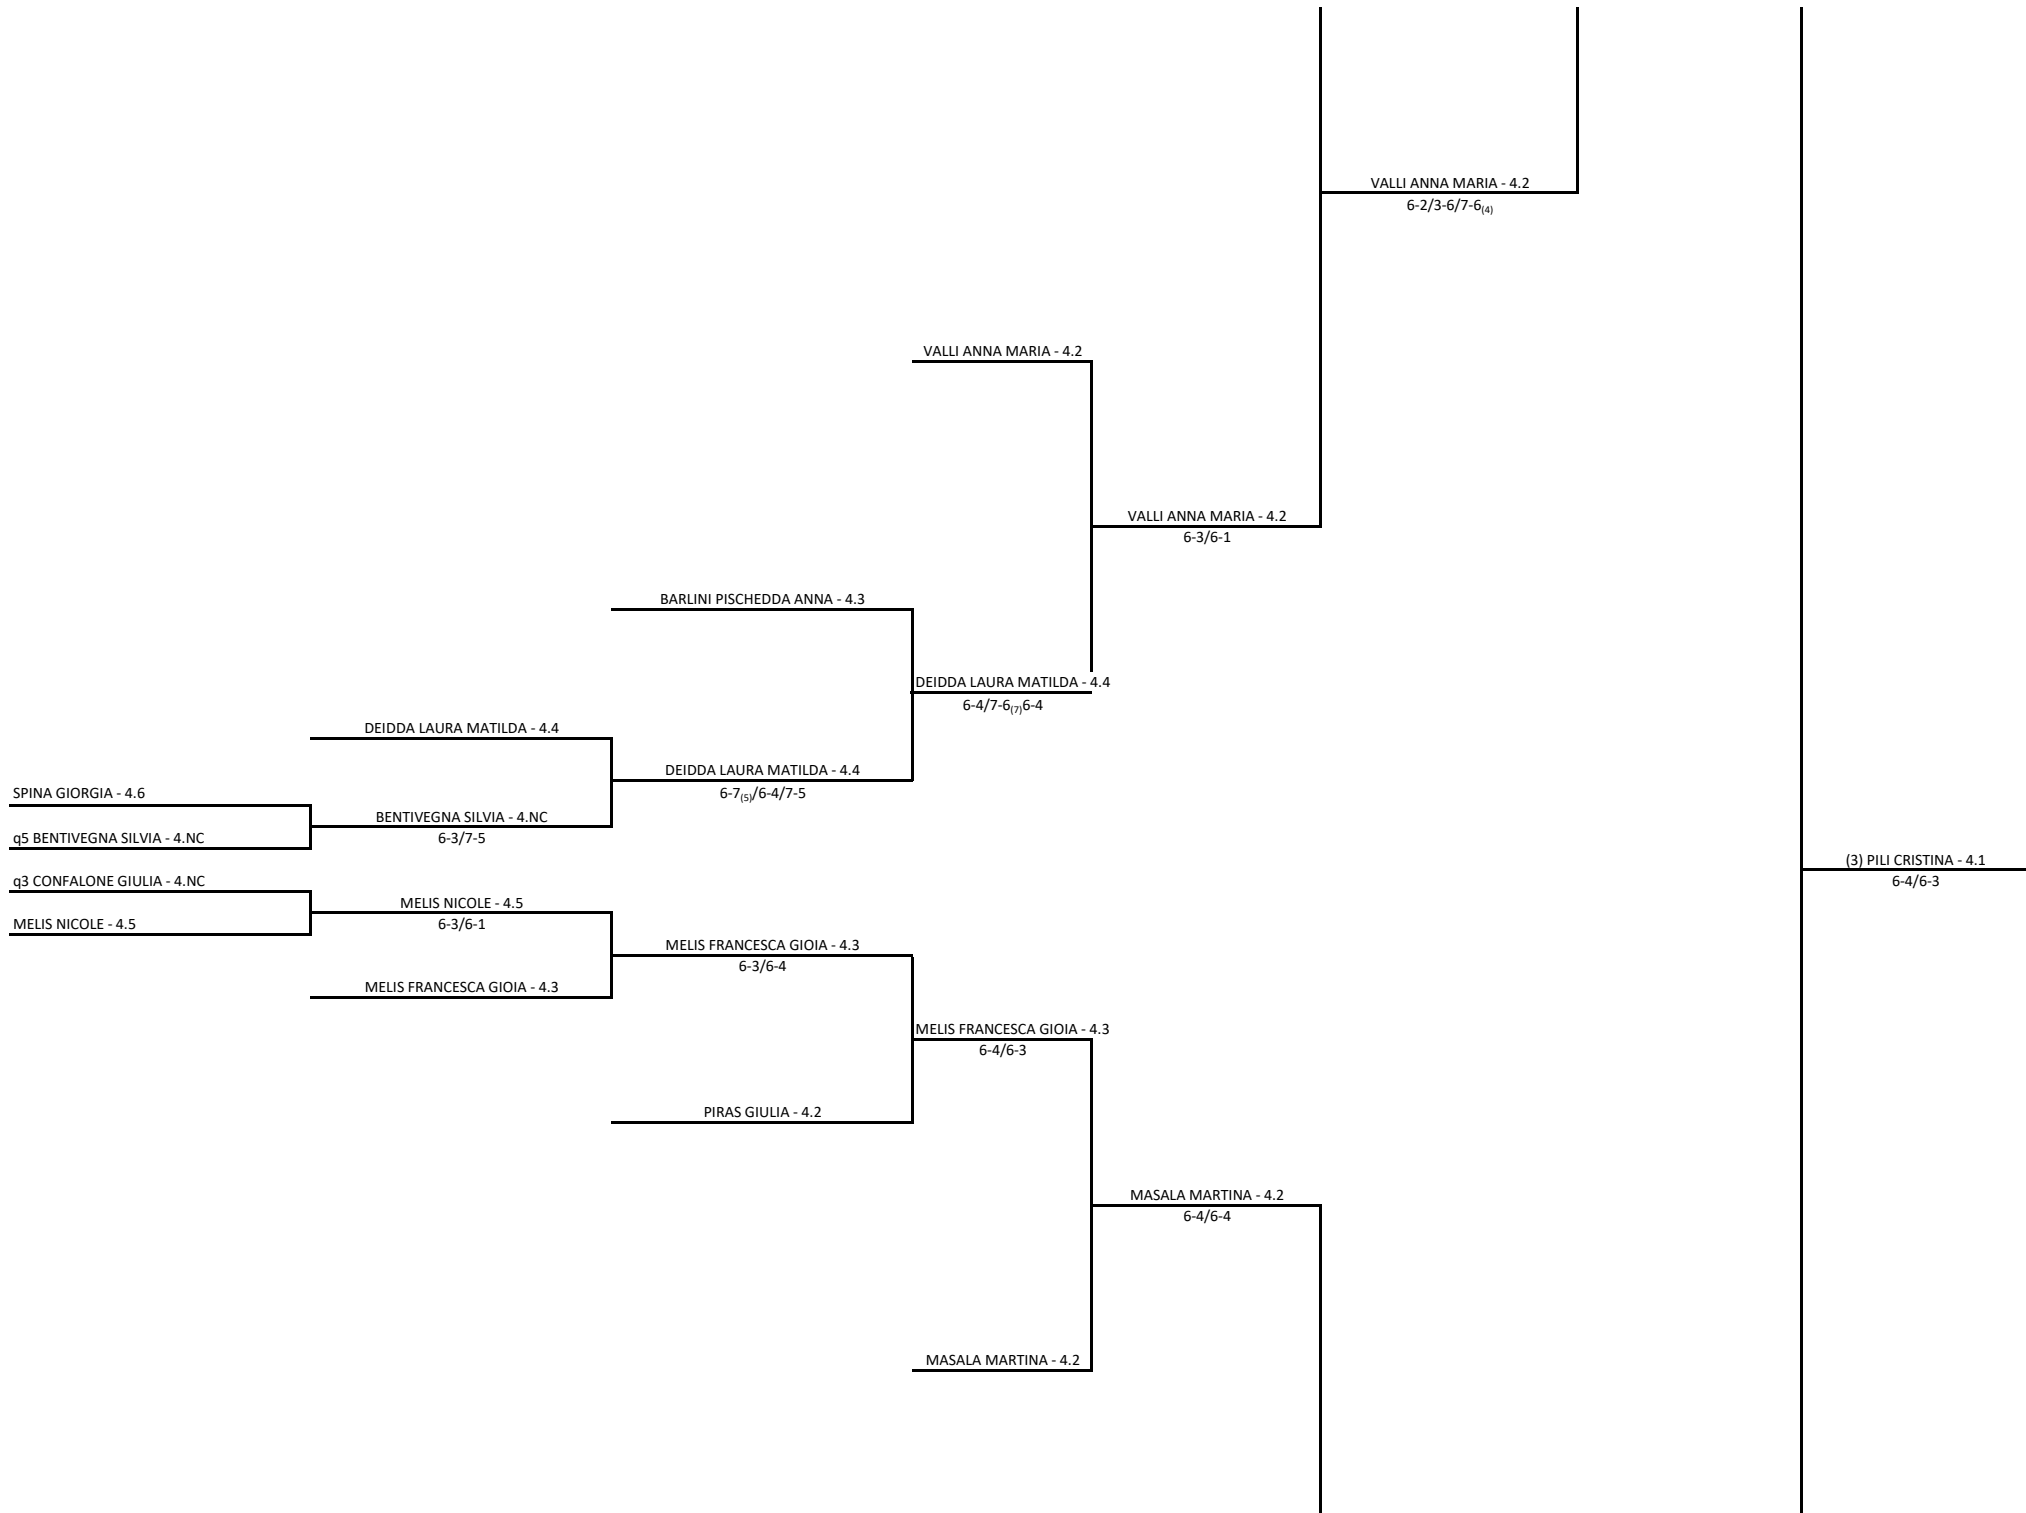 VALLI ANNA MARIA - 4.2
6-2/3-6/7-6(4)
VALLI ANNA MARIA - 4.2
VALLI ANNA MARIA - 4.2
6-3/6-1
BARLINI PISCHEDDA ANNA - 4.3
DEIDDA LAURA MATILDA - 4.4
6-4/7-6(7)6-4
DEIDDA LAURA MATILDA - 4.4
DEIDDA LAURA MATILDA - 4.4
6-7(5)/6-4/7-5
SPINA GIORGIA - 4.6
BENTIVEGNA SILVIA - 4.NC
6-3/7-5
q5 BENTIVEGNA SILVIA - 4.NC
(3) PILI CRISTINA - 4.1
6-4/6-3
q3 CONFALONE GIULIA - 4.NC
MELIS NICOLE - 4.5
6-3/6-1
MELIS NICOLE - 4.5
MELIS FRANCESCA GIOIA - 4.3
6-3/6-4
MELIS FRANCESCA GIOIA - 4.3
MELIS FRANCESCA GIOIA - 4.3
6-4/6-3
PIRAS GIULIA - 4.2
MASALA MARTINA - 4.2
6-4/6-4
MASALA MARTINA - 4.2